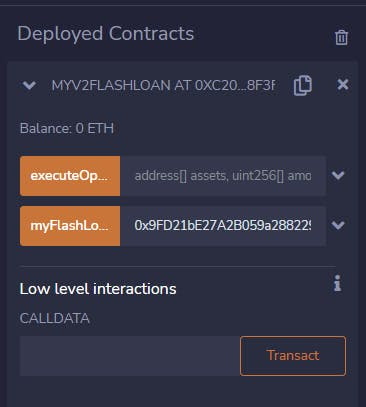 Deployed Contracts
MYV2FLASHLOAN AT 0XC20...8F3F
Balance: 0 ETH
executeOp... address[] assets, uint256[] amo
myFlashLo... 0x9FD21bE27A2B059a288229
Low level interactions
CALLDATA
Transact